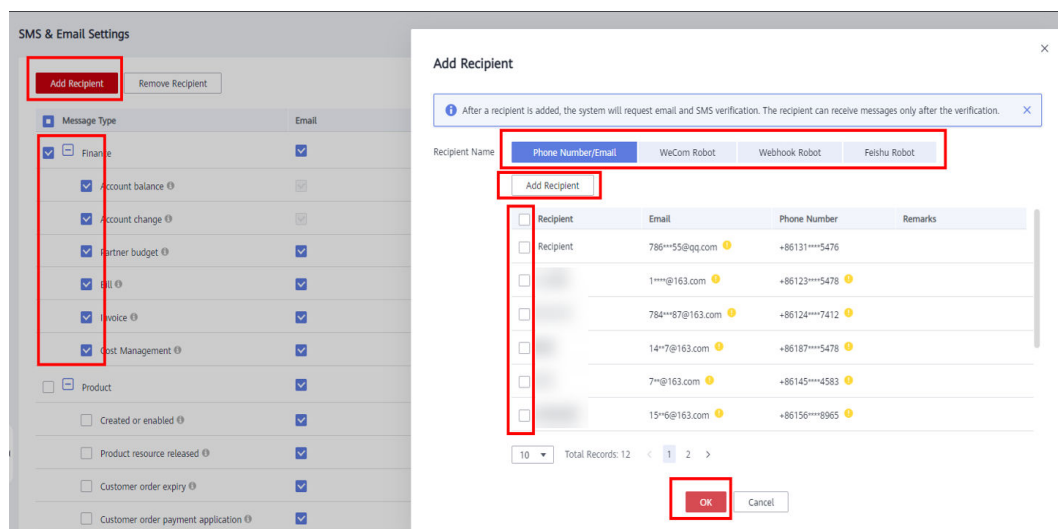 SMS & Email Settings
Add Recipient Remove Recipient
Message Type Email
Finance
Account balance
Account change
Partner budget
Bill
Invoice
Cost Management
Product
Created or enabled
Product resource released
Customer order expiry
Customer order payment application
Add Recipient
After a recipient is added, the system will request email and SMS verification. The recipient can receive messages only after the verification.
Recipient Name Phone Number/Email WeCom Robot Webhook Robot Feishu Robot
Add Recipient
Recipient Email Phone Number Remarks
Recipient 786***55@qq.com +86131****5476
1****@163.com +86123****5478
784***87@163.com +86124****7412
14**7@163.com +86187****5478
7**@163.com +86145****4583
15**6@163.com +86156****8965
10 Total Records: 12 < 1 2 >
OK Cancel